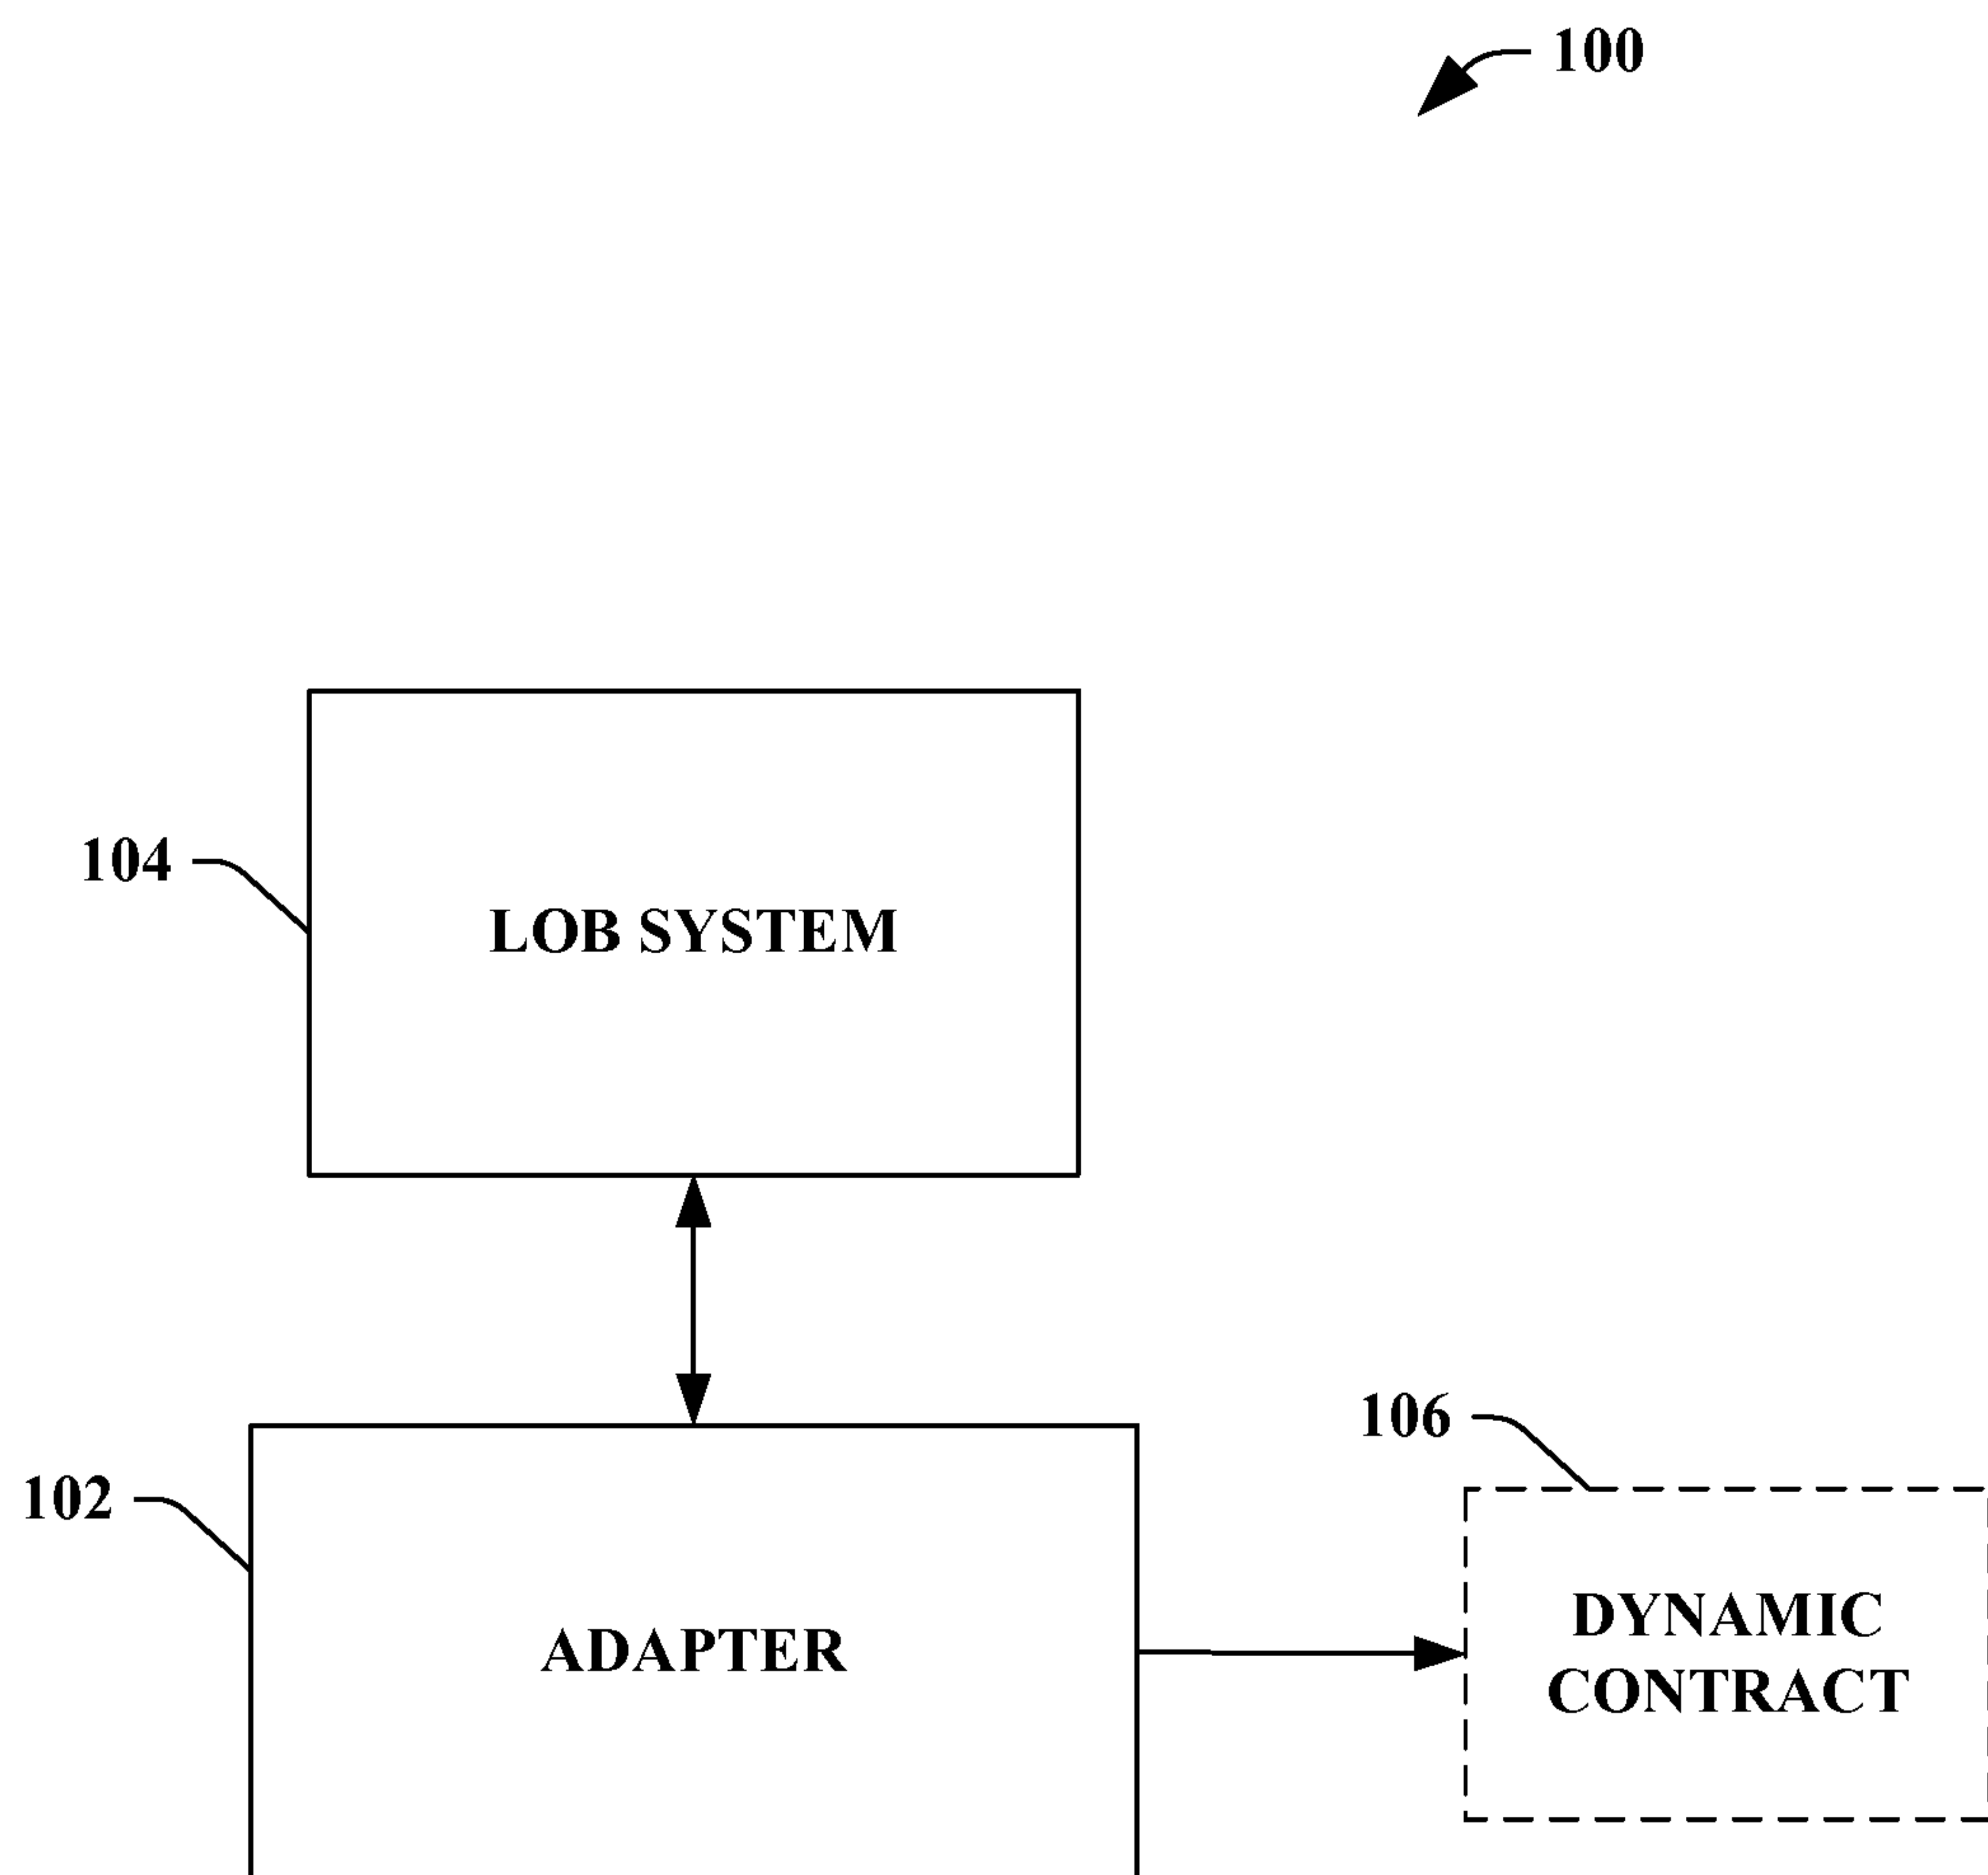 100
104
LOB SYSTEM
106
102
ADAPTER
DYNAMIC
CONTRACT